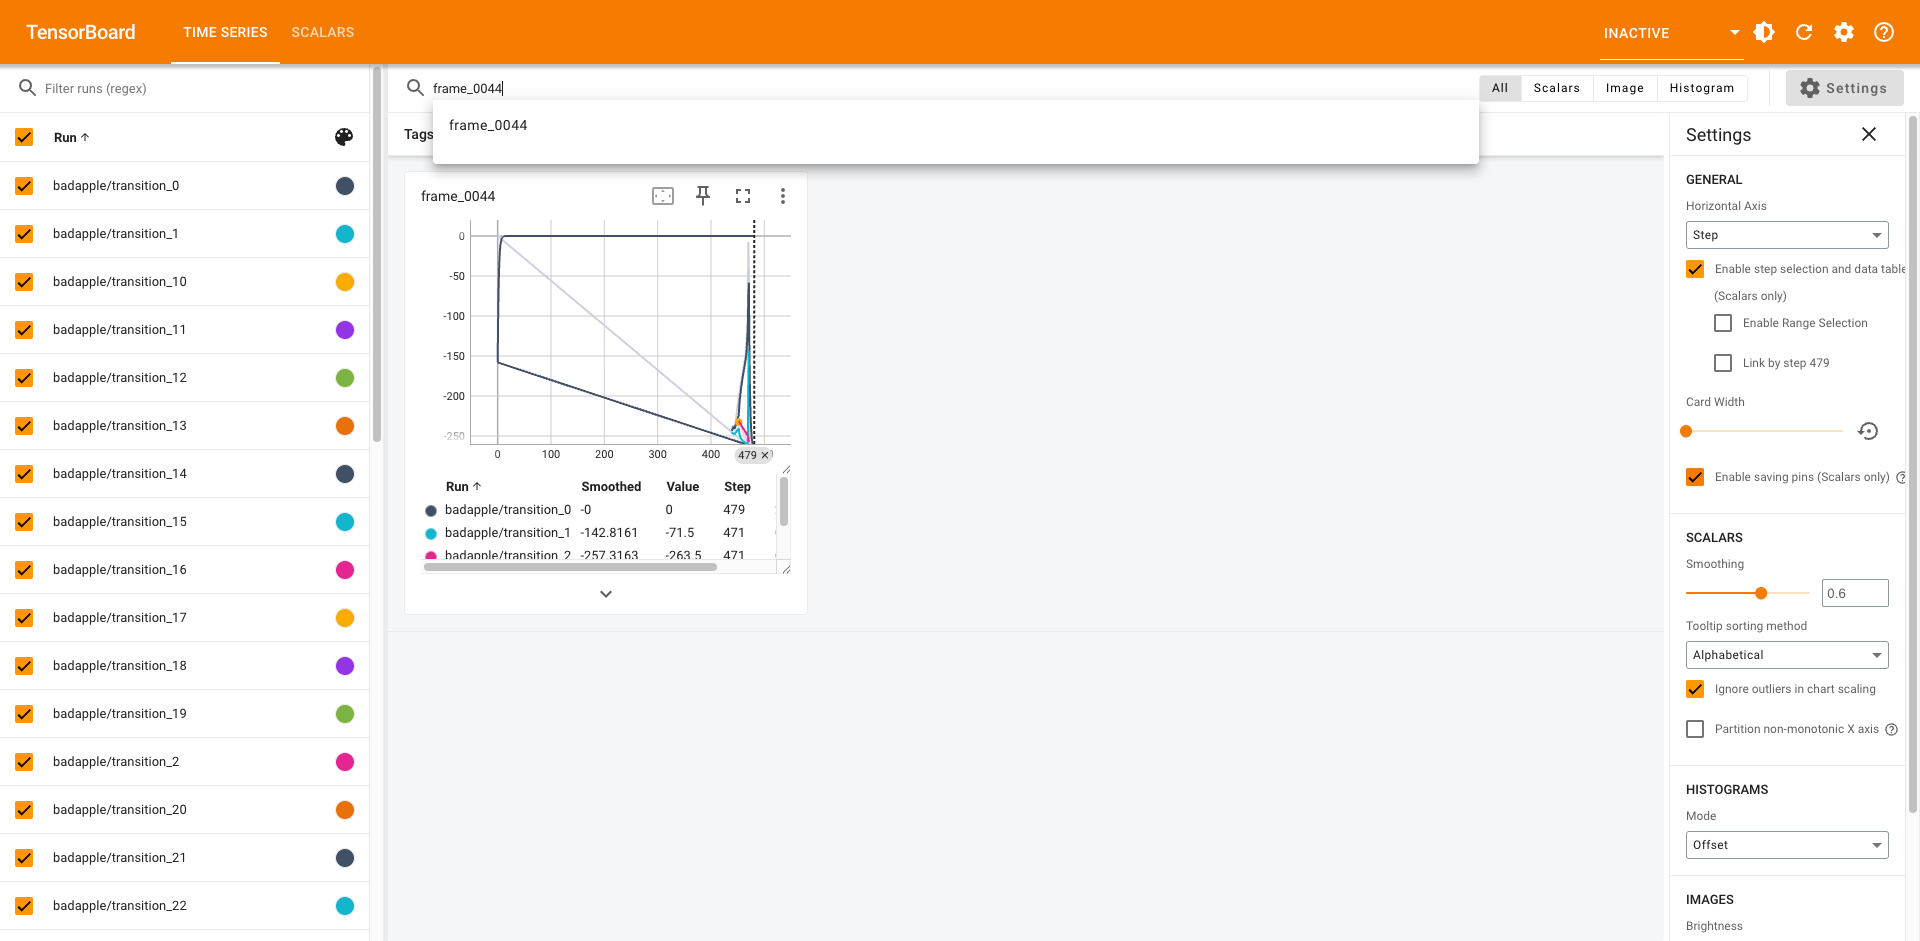 TensorBoard
TIME SERIES
SCALARS
INACTIVE
Filter runs (regex)
frame_0044
All
Scalars
Image
Histogram
Settings
frame_0044
Tags
Run
badapple/transition_0
badapple/transition_1
badapple/transition_10
badapple/transition_11
badapple/transition_12
badapple/transition_13
badapple/transition_14
badapple/transition_15
badapple/transition_16
badapple/transition_17
badapple/transition_18
badapple/transition_19
badapple/transition_2
badapple/transition_20
badapple/transition_21
badapple/transition_22
frame_0044
0
-50
-100
-150
-200
-250
0 100 200 300 400 479
Run Smoothed Value Step
badapple/transition_0 -0 0 479
badapple/transition_1 -142.8161 -71.5 471
badapple/transition_2 -257.3163 -263.5 471
Settings
GENERAL
Horizontal Axis
Step
Enable step selection and data table
(Scalars only)
Enable Range Selection
Link by step 479
Card Width
Enable saving pins (Scalars only)
SCALARS
Smoothing
0.6
Tooltip sorting method
Alphabetical
Ignore outliers in chart scaling
Partition non-monotonic X axis
HISTOGRAMS
Mode
Offset
IMAGES
Brightness